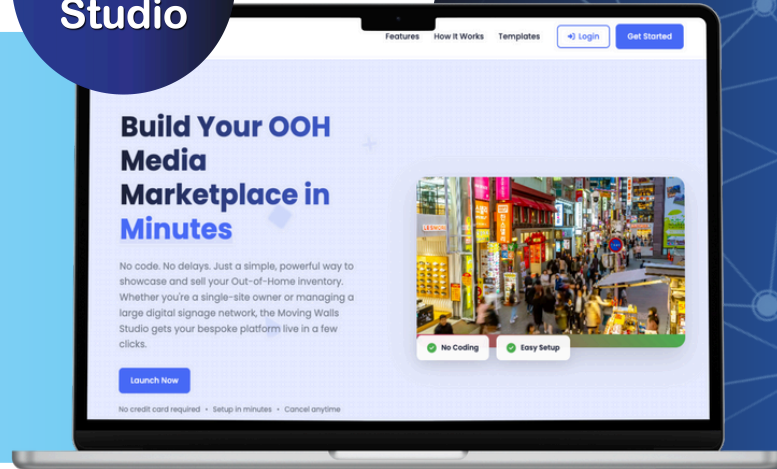 Studio
Features How It Works Templates Login Get Started
Build Your OOH
Media
Marketplace in
Minutes
No code. No delays. Just a simple, powerful way to
showcase and sell your Out-of-Home inventory.
Whether you're a single-site owner or managing a
large digital signage network, the Moving Walls
Studio gets your bespoke platform live in a few
clicks.
No Coding Easy Setup
Launch Now
No credit card required • Setup in minutes • Cancel anytime